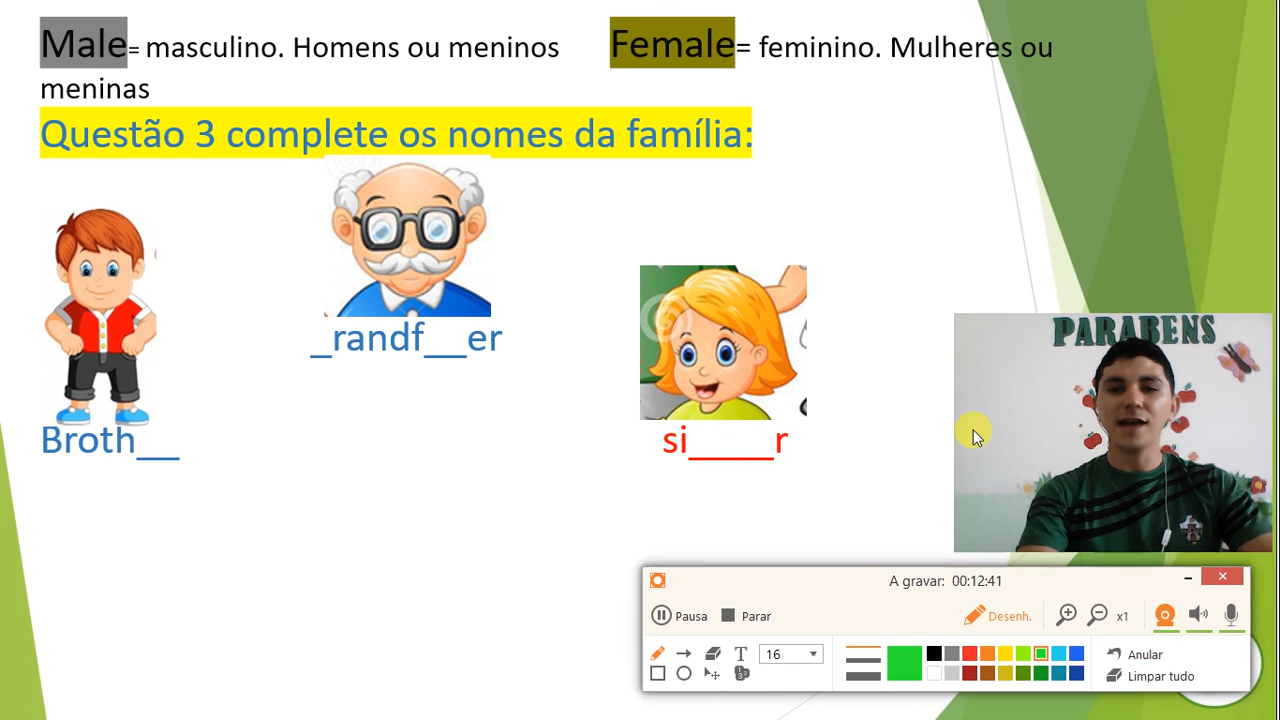 Male= masculino. Homens ou meninos Female= feminino. Mulheres ou
meninas
Questão 3 complete os nomes da família:
_randf__er
Broth__
si____r
PARABENS
A gravar: 00:12:41
Pausa Parar Desenh. x1
T 16 Anular
Limpar tudo